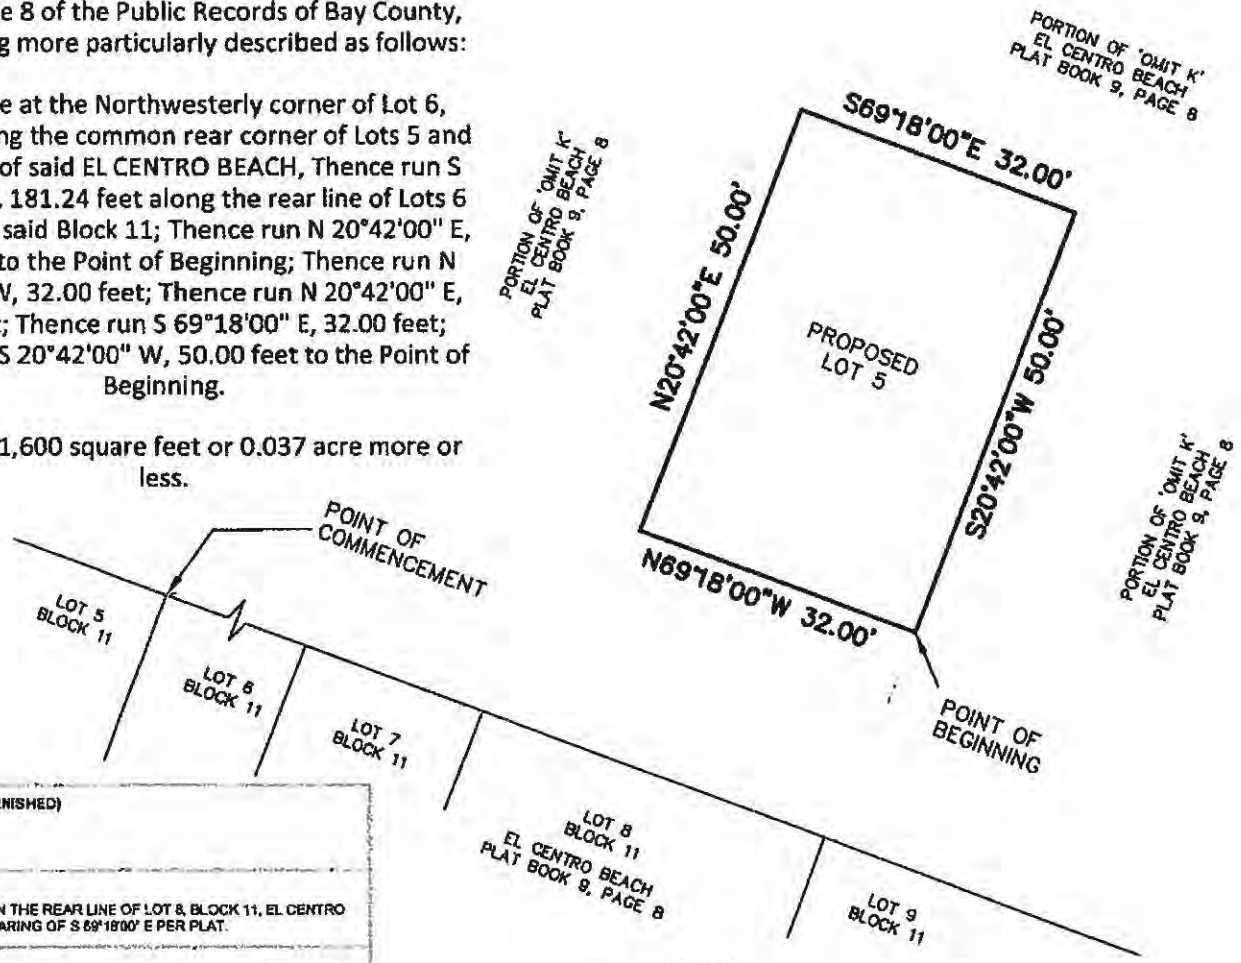 e 8 of the Public Records of Bay County,
g more particularly described as follows:
e at the Northwesterly corner of Lot 6,
ng the common rear corner of Lots 5 and
of said EL CENTRO BEACH, Thence run S
, 181.24 feet along the rear line of Lots 6
said Block 11; Thence run N 20°42'00" E,
to the Point of Beginning; Thence run N
W, 32.00 feet; Thence run N 20°42'00" E,
; Thence run S 69°18'00" E, 32.00 feet;
S 20°42'00" W, 50.00 feet to the Point of
Beginning.
1,600 square feet or 0.037 acre more or
less.
PORTION OF 'OMIT K'
EL CENTRO BEACH
PLAT BOOK 9, PAGE 8
PORTION OF 'OMIT K'
EL CENTRO BEACH
PLAT BOOK 9, PAGE 8
S69°18'00"E 32.00'
N20°42'00"E 50.00'
PROPOSED
LOT 5
S20°42'00"W 50.00'
N69°18'00"W 32.00'
PORTION OF 'OMIT K'
EL CENTRO BEACH
PLAT BOOK 9, PAGE 8
POINT OF
COMMENCEMENT
POINT OF
BEGINNING
LOT 5
BLOCK 11
LOT 6
BLOCK 11
LOT 7
BLOCK 11
LOT 8
BLOCK 11
EL CENTRO BEACH
PLAT BOOK 9, PAGE 8
LOT 9
BLOCK 11
NISHED)
N THE REAR LINE OF LOT 8, BLOCK 11, EL CENTRO
ARING OF S 69°18'00" E PER PLAT.